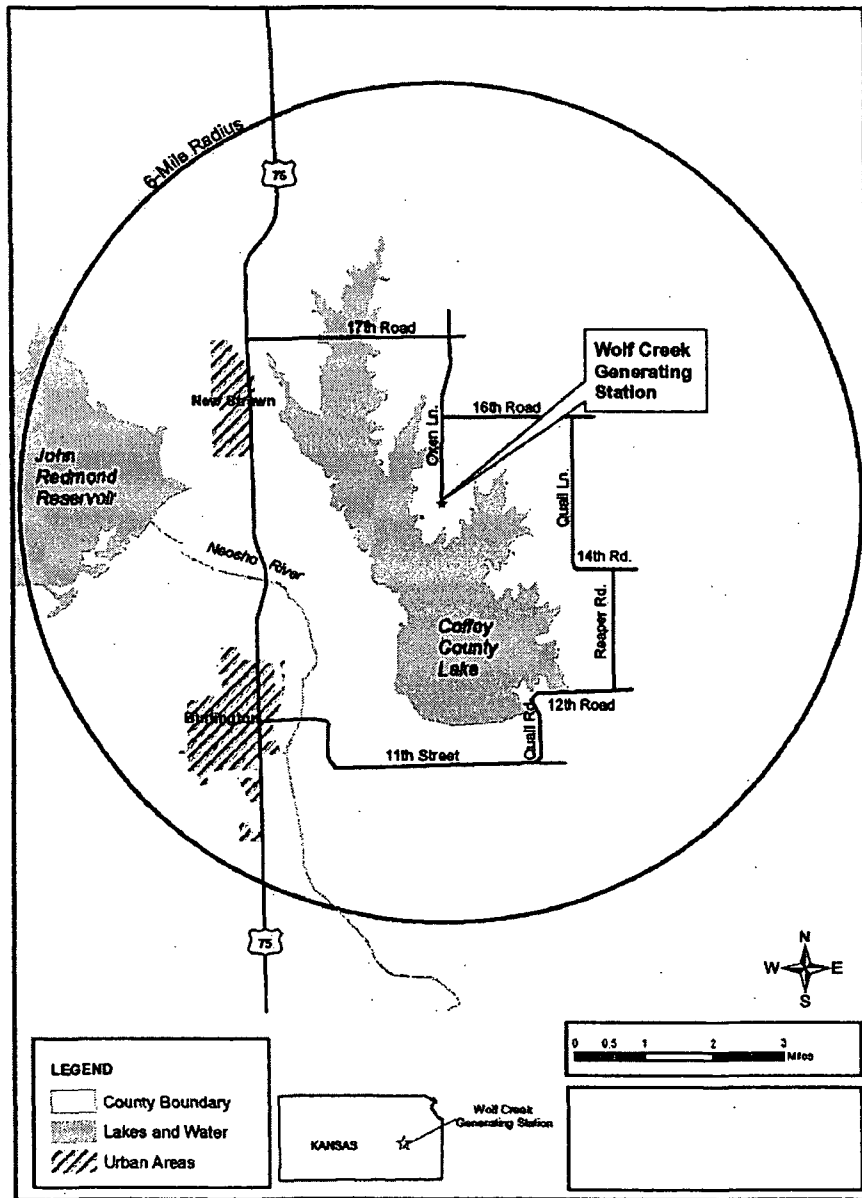 6-Mile Radius
75
17th Road
Wolf Creek
Generating
Station
New Strawn
16th Road
Oxen Ln.
John
Redmond
Reservoir
Quail Ln.
Neosho River
14th Rd.
Reaper Rd.
Coffey
County
Lake
Burlington
12th Road
Quail Rd.
11th Street
75
N
W E
S
0 0.5 1 2 3
Miles
LEGEND
County Boundary
Lakes and Water
Urban Areas
KANSAS
Wolf Creek
Generating Station